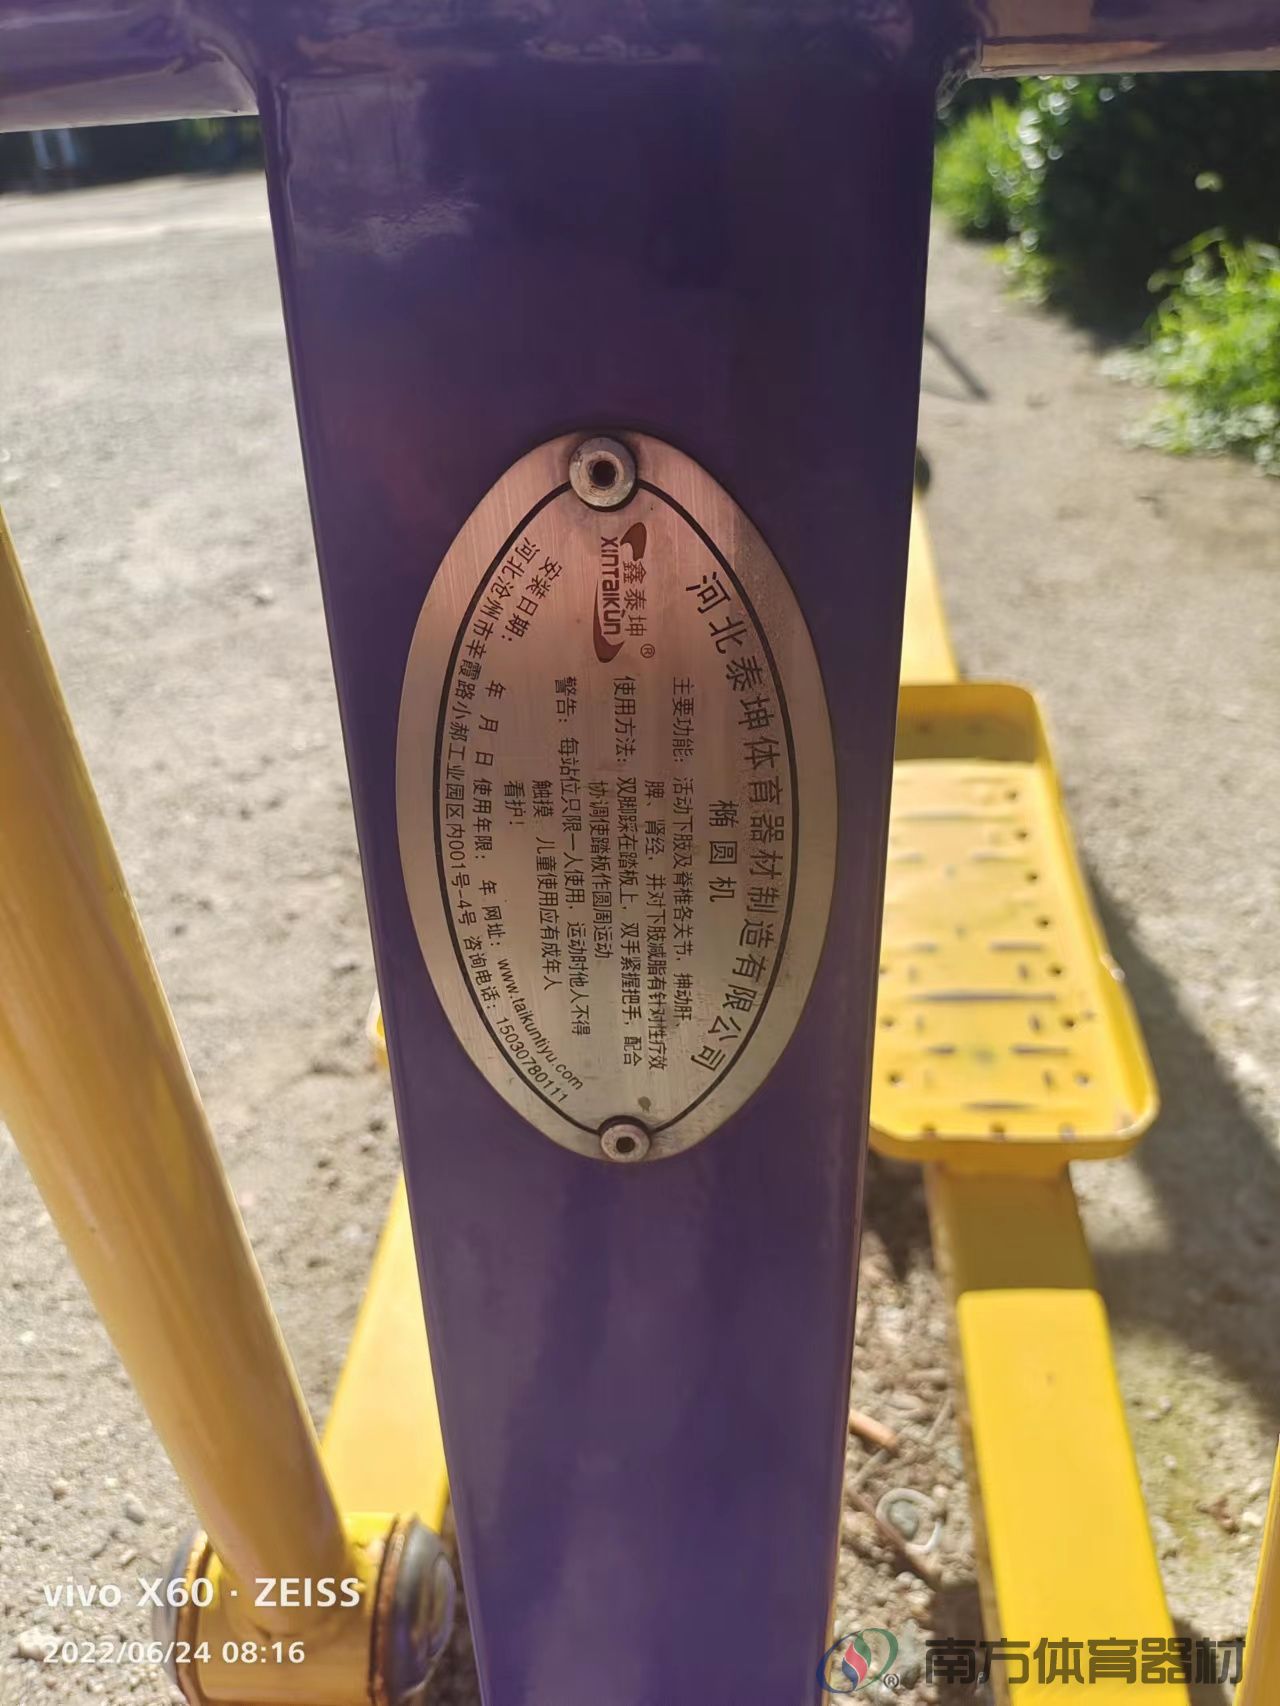 河北泰坤体育器材制造有限公司
鑫泰坤®
XINTAIKUN
椭圆机
主要功能：活动下肢及脊椎各关节，抻动肝、
脾、肾经，并对下肢减脂有针对性疗效
使用方法：双脚踩在踏板上，双手紧握把手，配合
协调使踏板作圆周运动
警告：每站位只限一人使用，运动时他人不得
触摸，儿童使用应有成年人
看护！
安装日期： 年 月 日 使用年限： 年 网址：www.taikuntiyu.com
河北沧州市辛霞路小郝工业园区内001号-4号 咨询电话：15030780111
vivo X60 · ZEISS
2022/06/24 08:16
® 南方体育器材